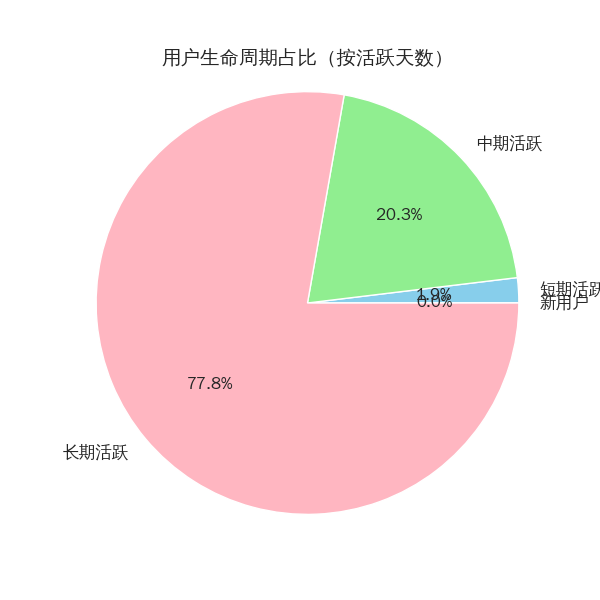 用户生命周期占比（按活跃天数）
中期活跃
20.3%
短期活跃
1.9%
新用户
0.0%
77.8%
长期活跃